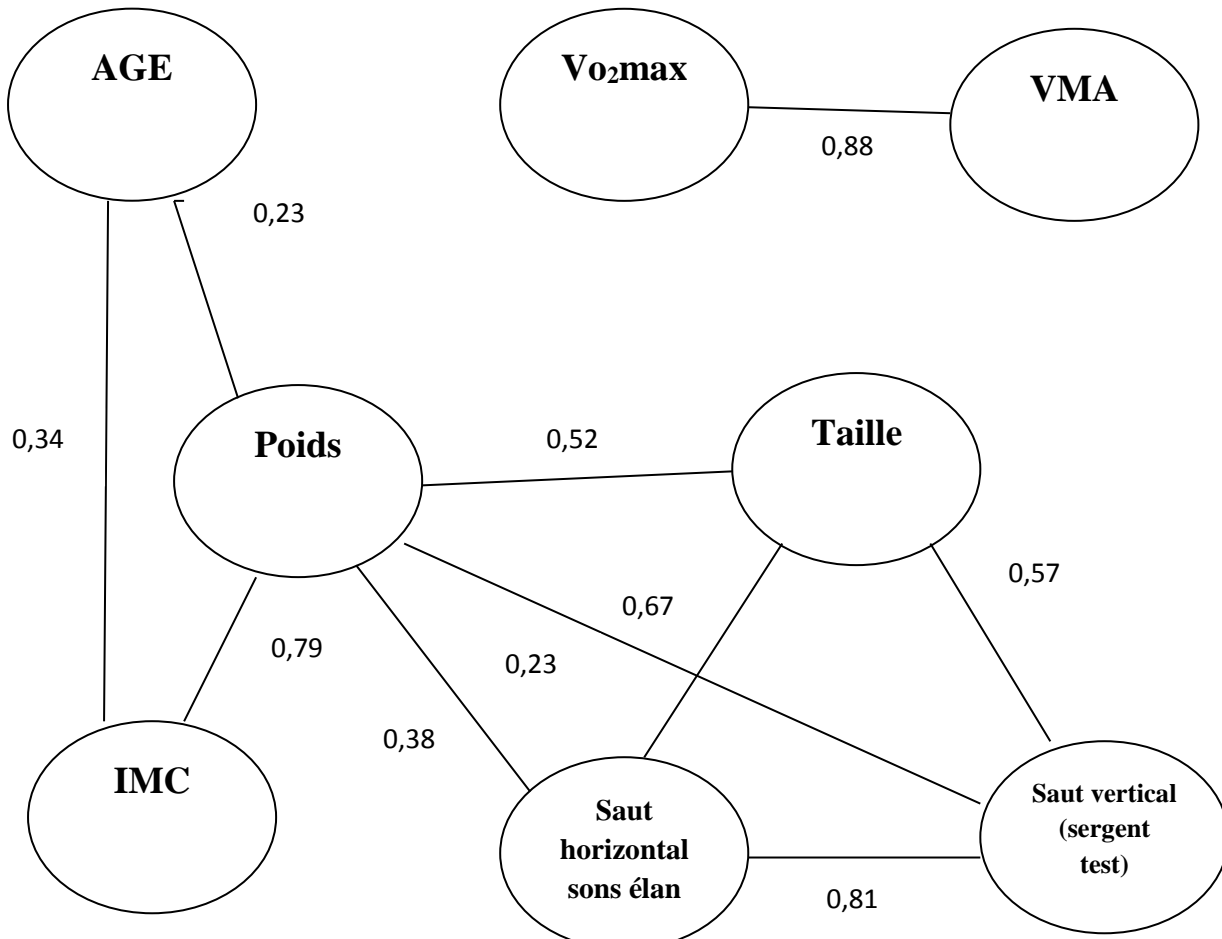 AGE
Vo₂max
VMA
0,88
0,23
0,34
Poids
0,52
Taille
0,57
0,67
0,79
0,23
0,38
IMC
Saut
horizontal
sons élan
Saut vertical
(sergent
test)
0,81